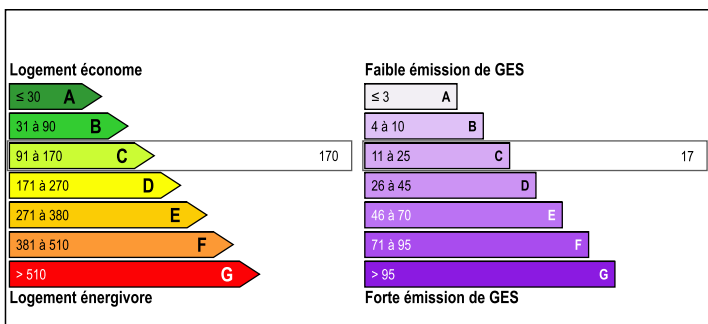 Logement économe
≤ 30 A
31 à 90 B
91 à 170 C 170
171 à 270 D
271 à 380 E
381 à 510 F
> 510 G
Logement énergivore
Faible émission de GES
≤ 3 A
4 à 10 B
11 à 25 C 17
26 à 45 D
46 à 70 E
71 à 95 F
> 95 G
Forte émission de GES